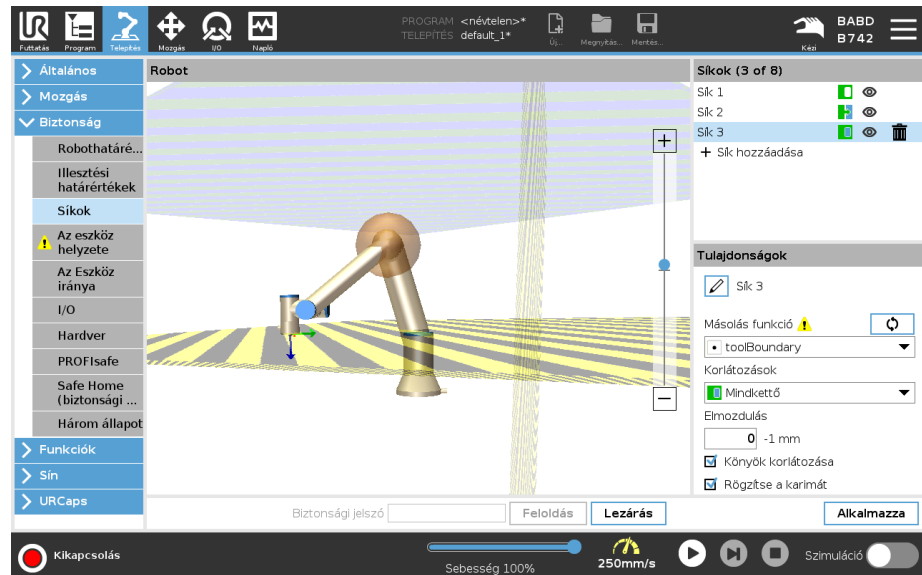 PROGRAM <névtelen>*
TELEPÍTÉS default_1*
Futtatás Program Telepítés Mozgás I/O Napló
Új... Megnyitás... Mentés...
Kézi
BABD
B742
Általános
Mozgás
Biztonság
Robothatáré...
Illesztési
határértékek
Síkok
Az eszköz
helyzete
Az Eszköz
iránya
I/O
Hardver
PROFIsafe
Safe Home
(biztonsági ...
Három állapot
Funkciók
Sín
URCaps
Robot
Síkok (3 of 8)
Sík 1
Sík 2
Sík 3
+ Sík hozzáadása
Tulajdonságok
Sík 3
Másolás funkció
toolBoundary
Korlátozások
Mindkettő
Elmozdulás
0 -1 mm
Könyök korlátozása
Rögzítse a karimát
Biztonsági jelszó Feloldás Lezárás Alkalmazza
Kikapcsolás
Sebesség 100%
250mm/s
Szimuláció